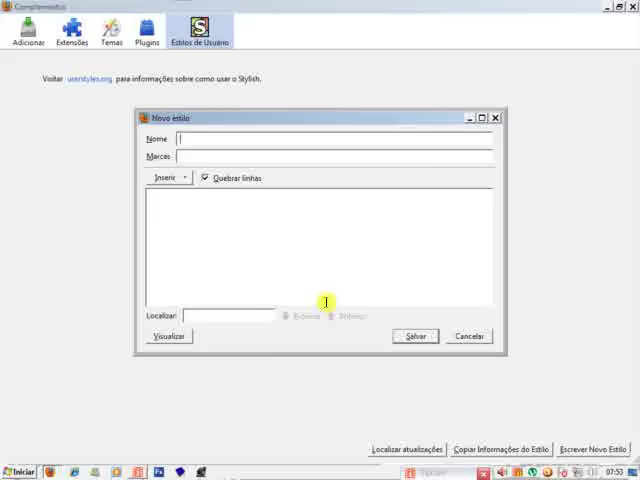 Complementos
Adicionar
Extensões
Temas
Plugins
Estilos de Usuário
Visitar userstyles.org para informações sobre como usar o Stylish.
Novo estilo
Nome
Marcas
Inserir
Quebrar linhas
Localizar:
Visualizar
Salvar
Cancelar
Localizar atualizações
Copiar Informações do Estilo
Escrever Novo Estilo
Iniciar
07:53